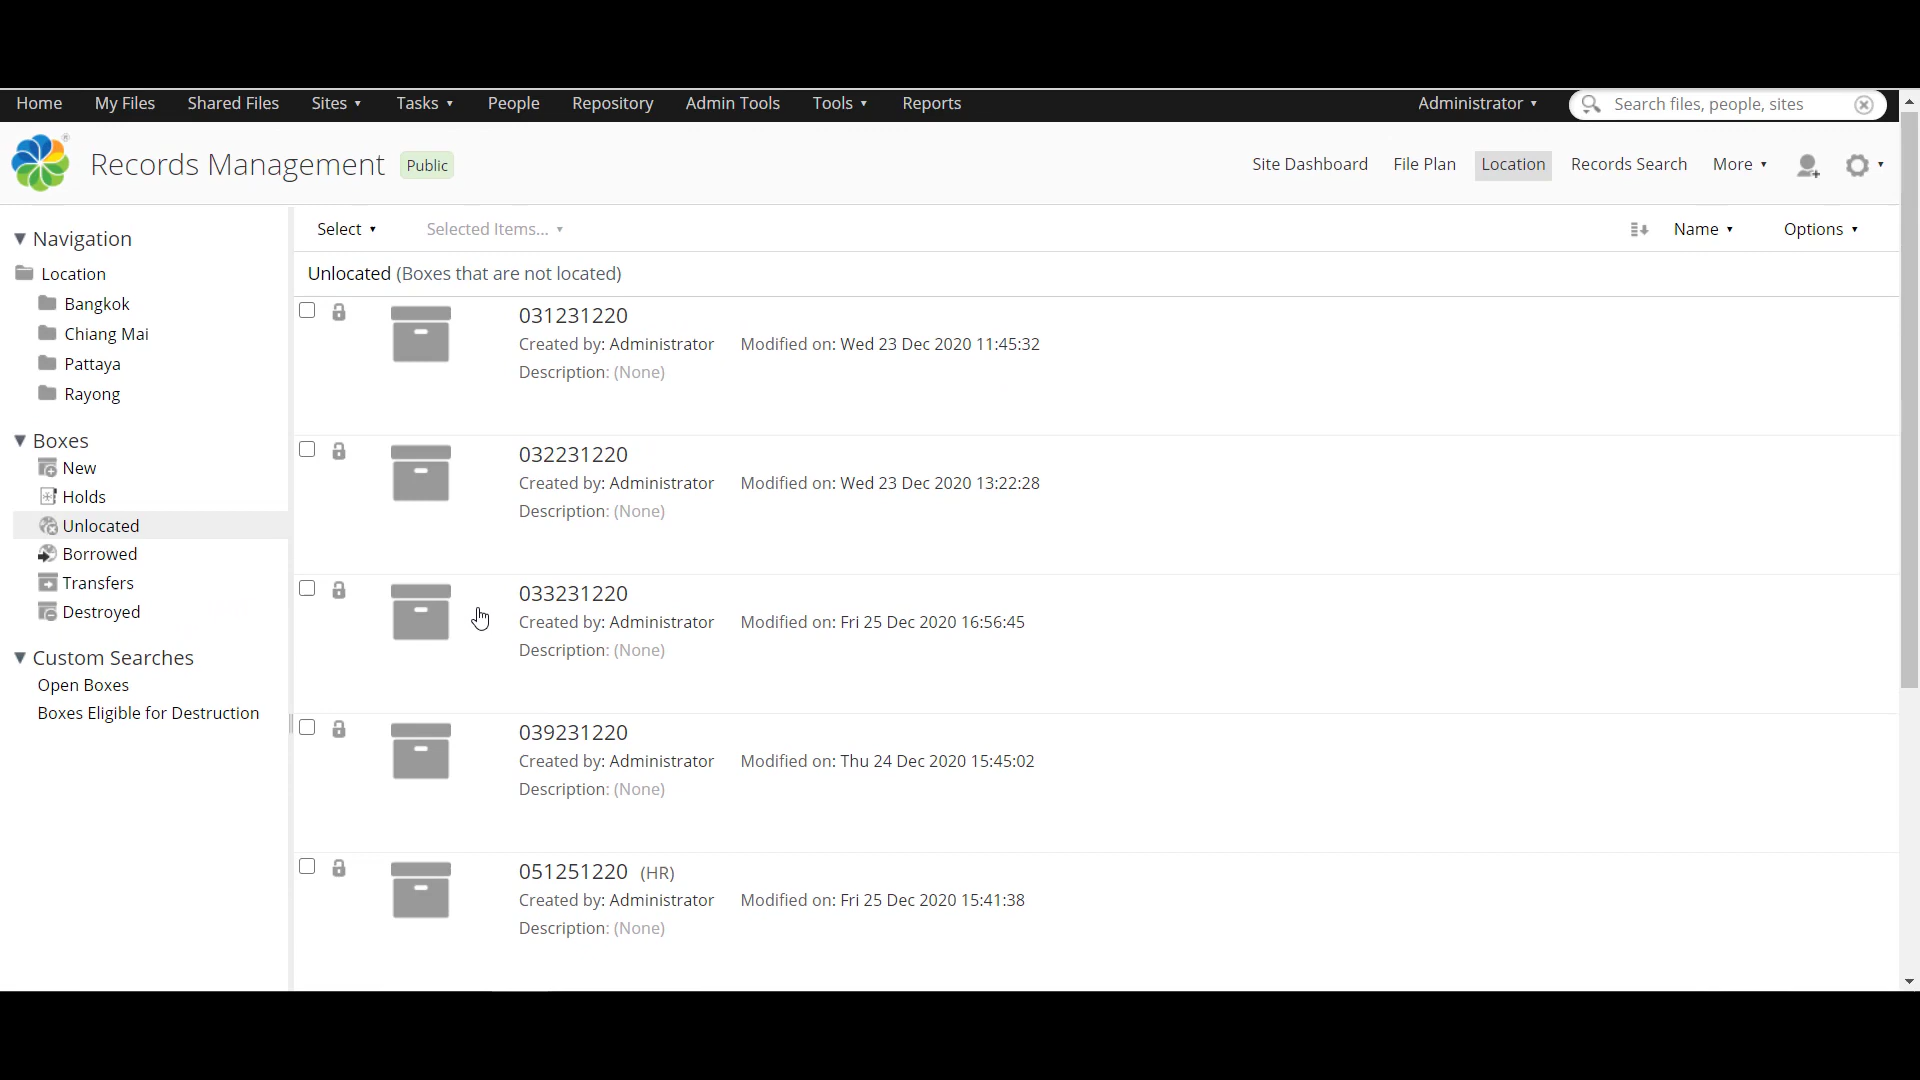 Home My Files Shared Files Sites Tasks People Repository Admin Tools Tools Reports Administrator Search files, people, sites
Records Management Public Site Dashboard File Plan Location Records Search More
Select Selected Items... Name Options
Navigation
Location
Bangkok
Chiang Mai
Pattaya
Rayong
Boxes
New
Holds
Unlocated
Borrowed
Transfers
Destroyed
Custom Searches
Open Boxes
Boxes Eligible for Destruction
Unlocated (Boxes that are not located)
031231220
Created by: Administrator Modified on: Wed 23 Dec 2020 11:45:32
Description: (None)
032231220
Created by: Administrator Modified on: Wed 23 Dec 2020 13:22:28
Description: (None)
033231220
Created by: Administrator Modified on: Fri 25 Dec 2020 16:56:45
Description: (None)
039231220
Created by: Administrator Modified on: Thu 24 Dec 2020 15:45:02
Description: (None)
051251220 (HR)
Created by: Administrator Modified on: Fri 25 Dec 2020 15:41:38
Description: (None)